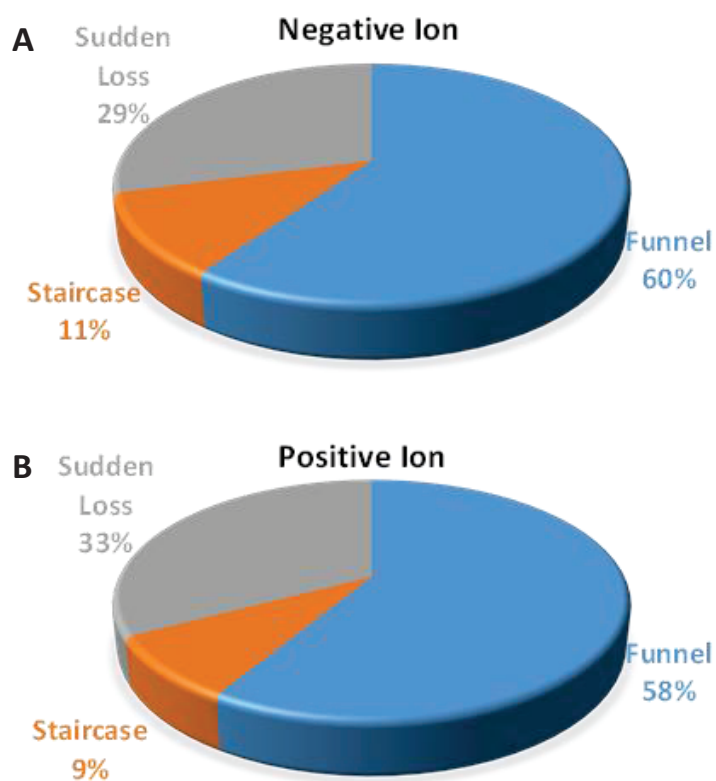 A
Negative Ion
Sudden
Loss
29%
Funnel
60%
Staircase
11%
B
Positive Ion
Sudden
Loss
33%
Funnel
58%
Staircase
9%